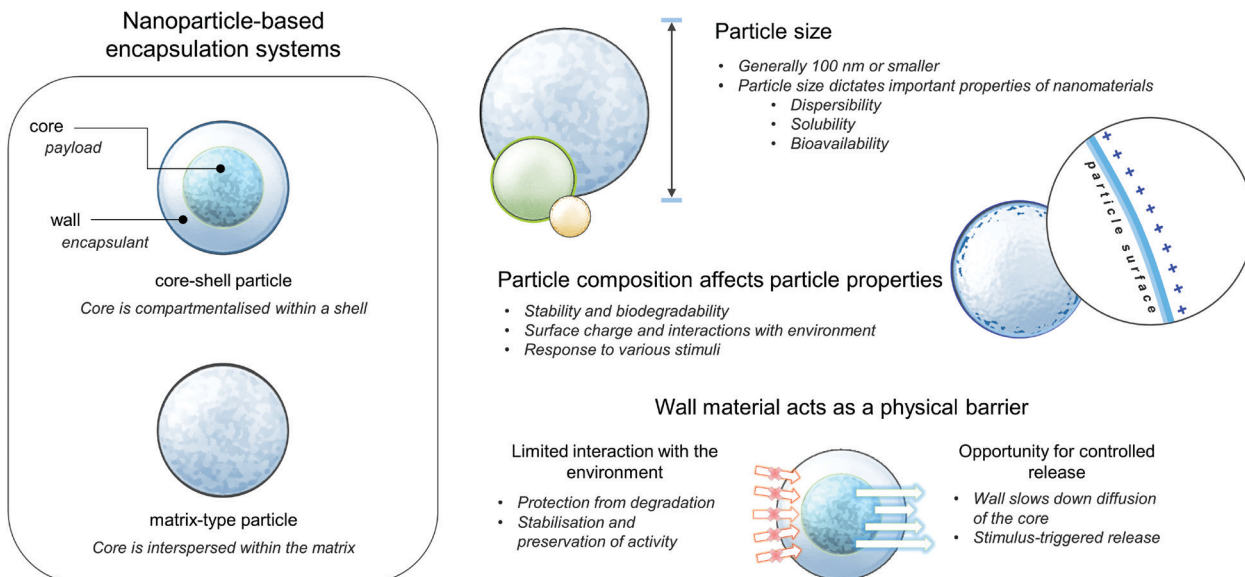 Nanoparticle-based
encapsulation systems
core
payload
wall
encapsulant
core-shell particle
Core is compartmentalised within a shell
matrix-type particle
Core is interspersed within the matrix
Particle size
• Generally 100 nm or smaller
• Particle size dictates important properties of nanomaterials
• Dispersibility
• Solubility
• Bioavailability
particle surface
+ + + + + + + + + + +
Particle composition affects particle properties
• Stability and biodegradability
• Surface charge and interactions with environment
• Response to various stimuli
Wall material acts as a physical barrier
Limited interaction with the
environment
• Protection from degradation
• Stabilisation and
preservation of activity
Opportunity for controlled
release
• Wall slows down diffusion
of the core
• Stimulus-triggered release